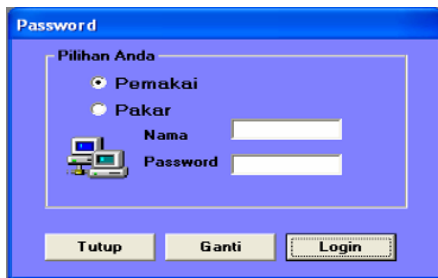 Password
Pilihan Anda
Pemakai
Pakar
Nama
Password
Tutup Ganti Login